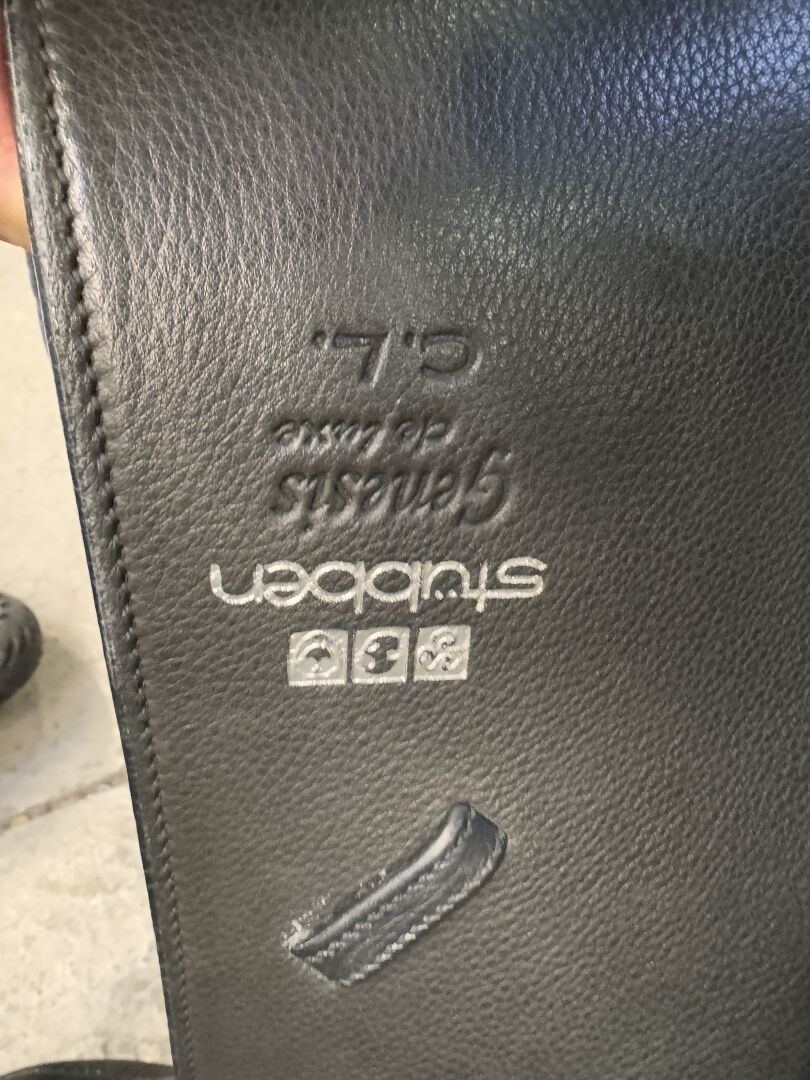 stübben
Genesis
de luxe
C.L.